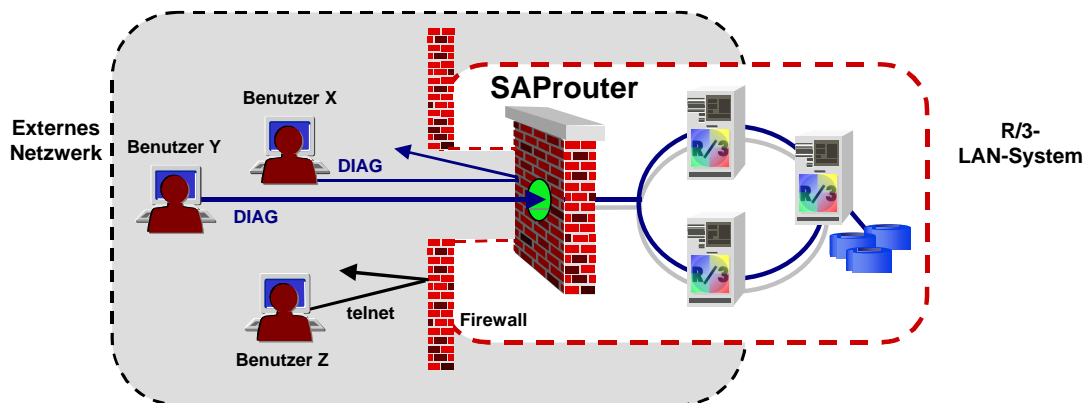 SAProuter
Externes
Netzwerk
Benutzer X
Benutzer Y
DIAG
DIAG
Benutzer Z
telnet
Firewall
R/3
R/3
R/3
R/3-
LAN-System